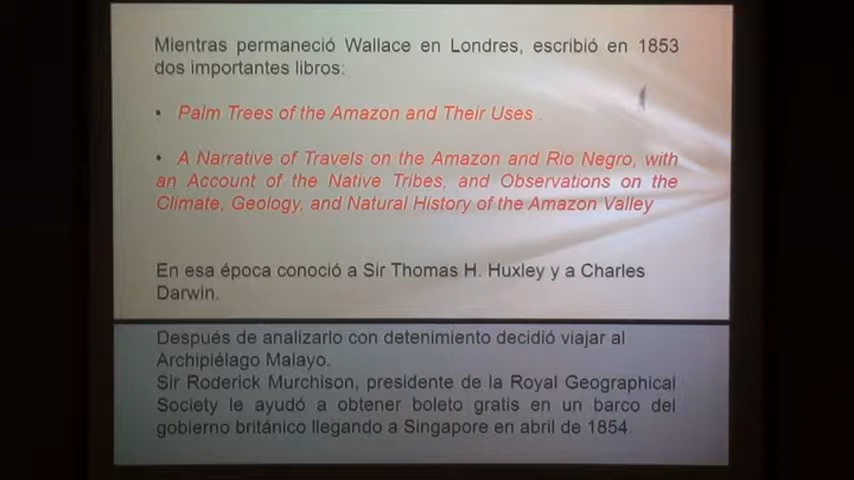 Mientras permaneció Wallace en Londres, escribió en 1853
dos importantes libros:
• Palm Trees of the Amazon and Their Uses .
• A Narrative of Travels on the Amazon and Rio Negro, with
an Account of the Native Tribes, and Observations on the
Climate, Geology, and Natural History of the Amazon Valley
En esa época conoció a Sir Thomas H. Huxley y a Charles
Darwin.
Después de analizarlo con detenimiento decidió viajar al
Archipiélago Malayo.
Sir Roderick Murchison, presidente de la Royal Geographical
Society le ayudó a obtener boleto gratis en un barco del
gobierno británico llegando a Singapore en abril de 1854.